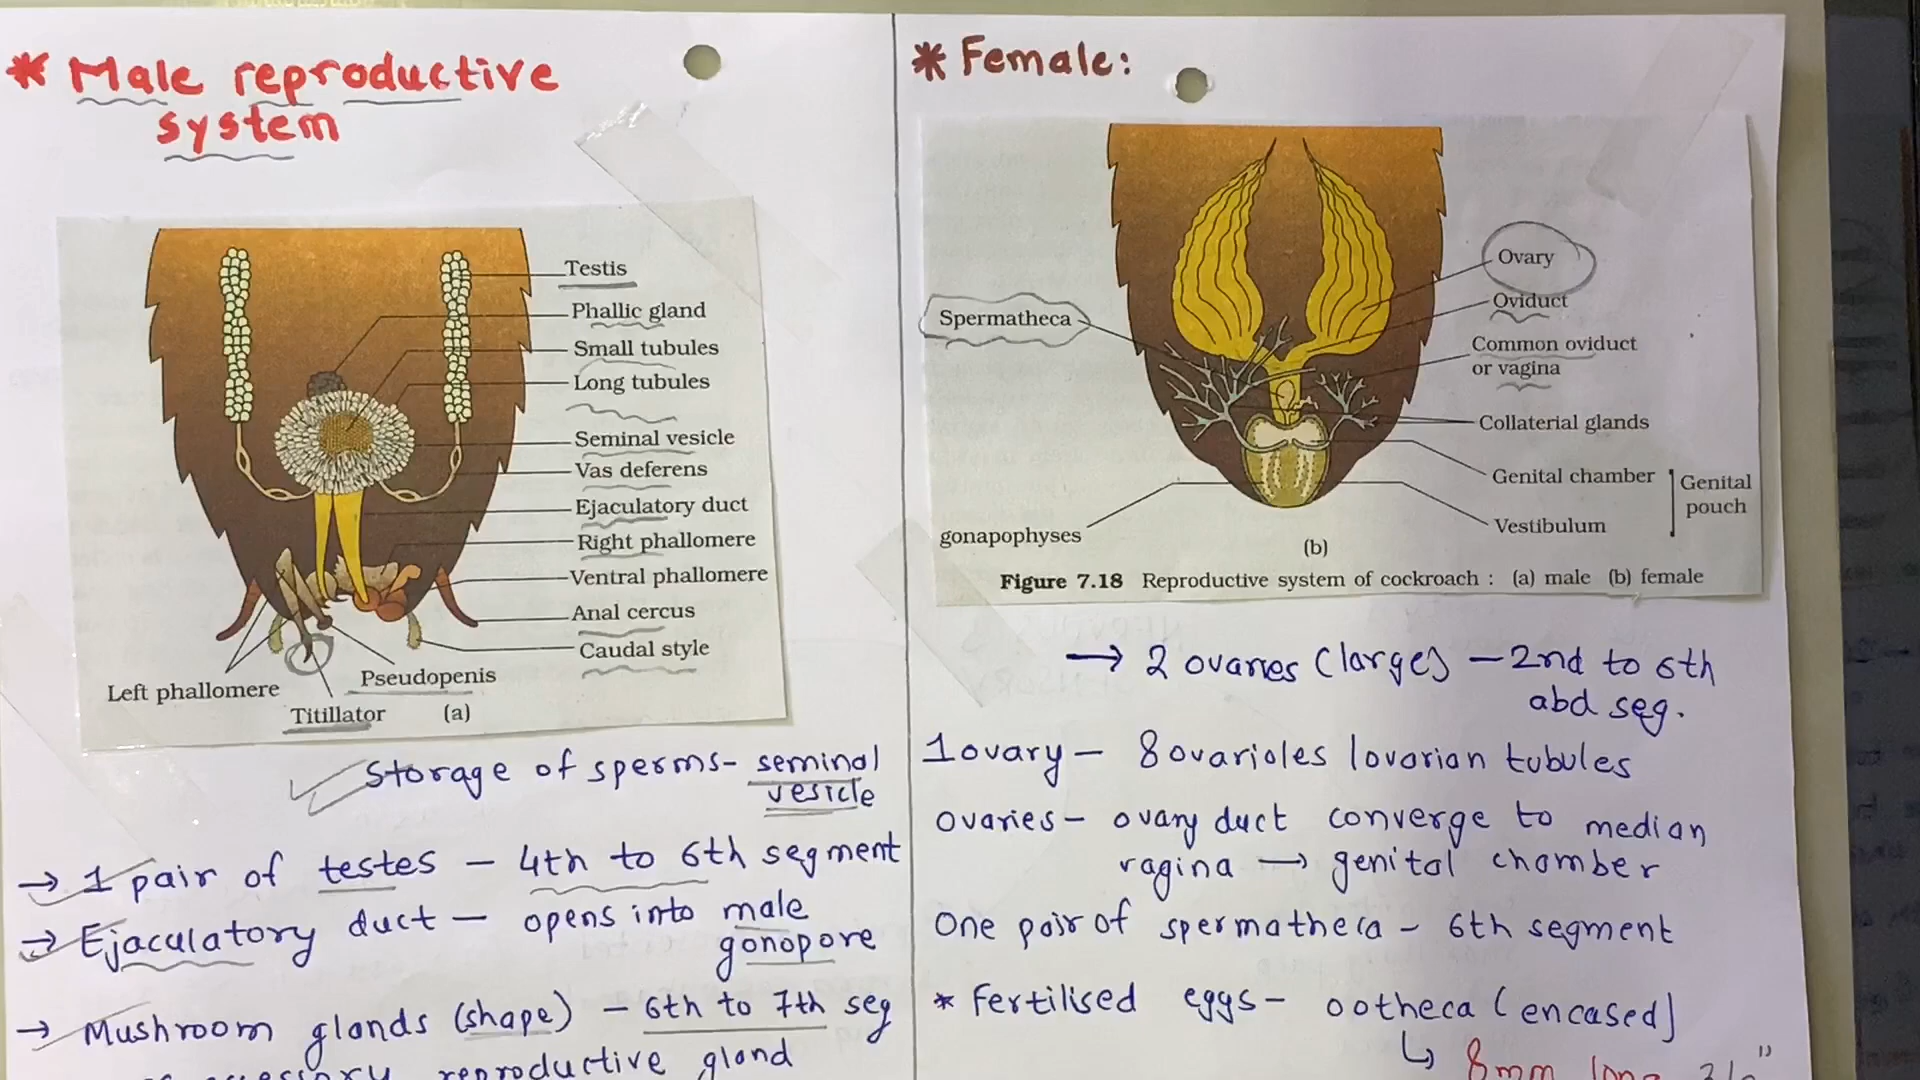 * Male reproductive
system
Testis
Phallic gland
Small tubules
Long tubules
Seminal vesicle
Vas deferens
Ejaculatory duct
Right phallomere
Ventral phallomere
Anal cercus
Caudal style
Pseudopenis
Left phallomere
Titillator
(a)
Storage of sperms - seminal
vesicle
→ 1 pair of testes - 4th to 6th segment
→ Ejaculatory duct - opens into male
gonopore
→ Mushroom glands (shape) - 6th to 7th seg
accessory reproductive gland
* Female:
Ovary
Oviduct
Spermatheca
Common oviduct
or vagina
Collaterial glands
Genital chamber
Genital
pouch
Vestibulum
gonapophyses
(b)
Figure 7.18 Reproductive system of cockroach : (a) male (b) female
→ 2 ovaries (large) - 2nd to 6th
abd seg.
1 ovary - 8 ovarioles | ovarian tubules
ovaries - ovary duct converge to median
vagina → genital chamber
One pair of spermatheca - 6th segment
* Fertilised eggs - ootheca (encased)
↳ 8mm long